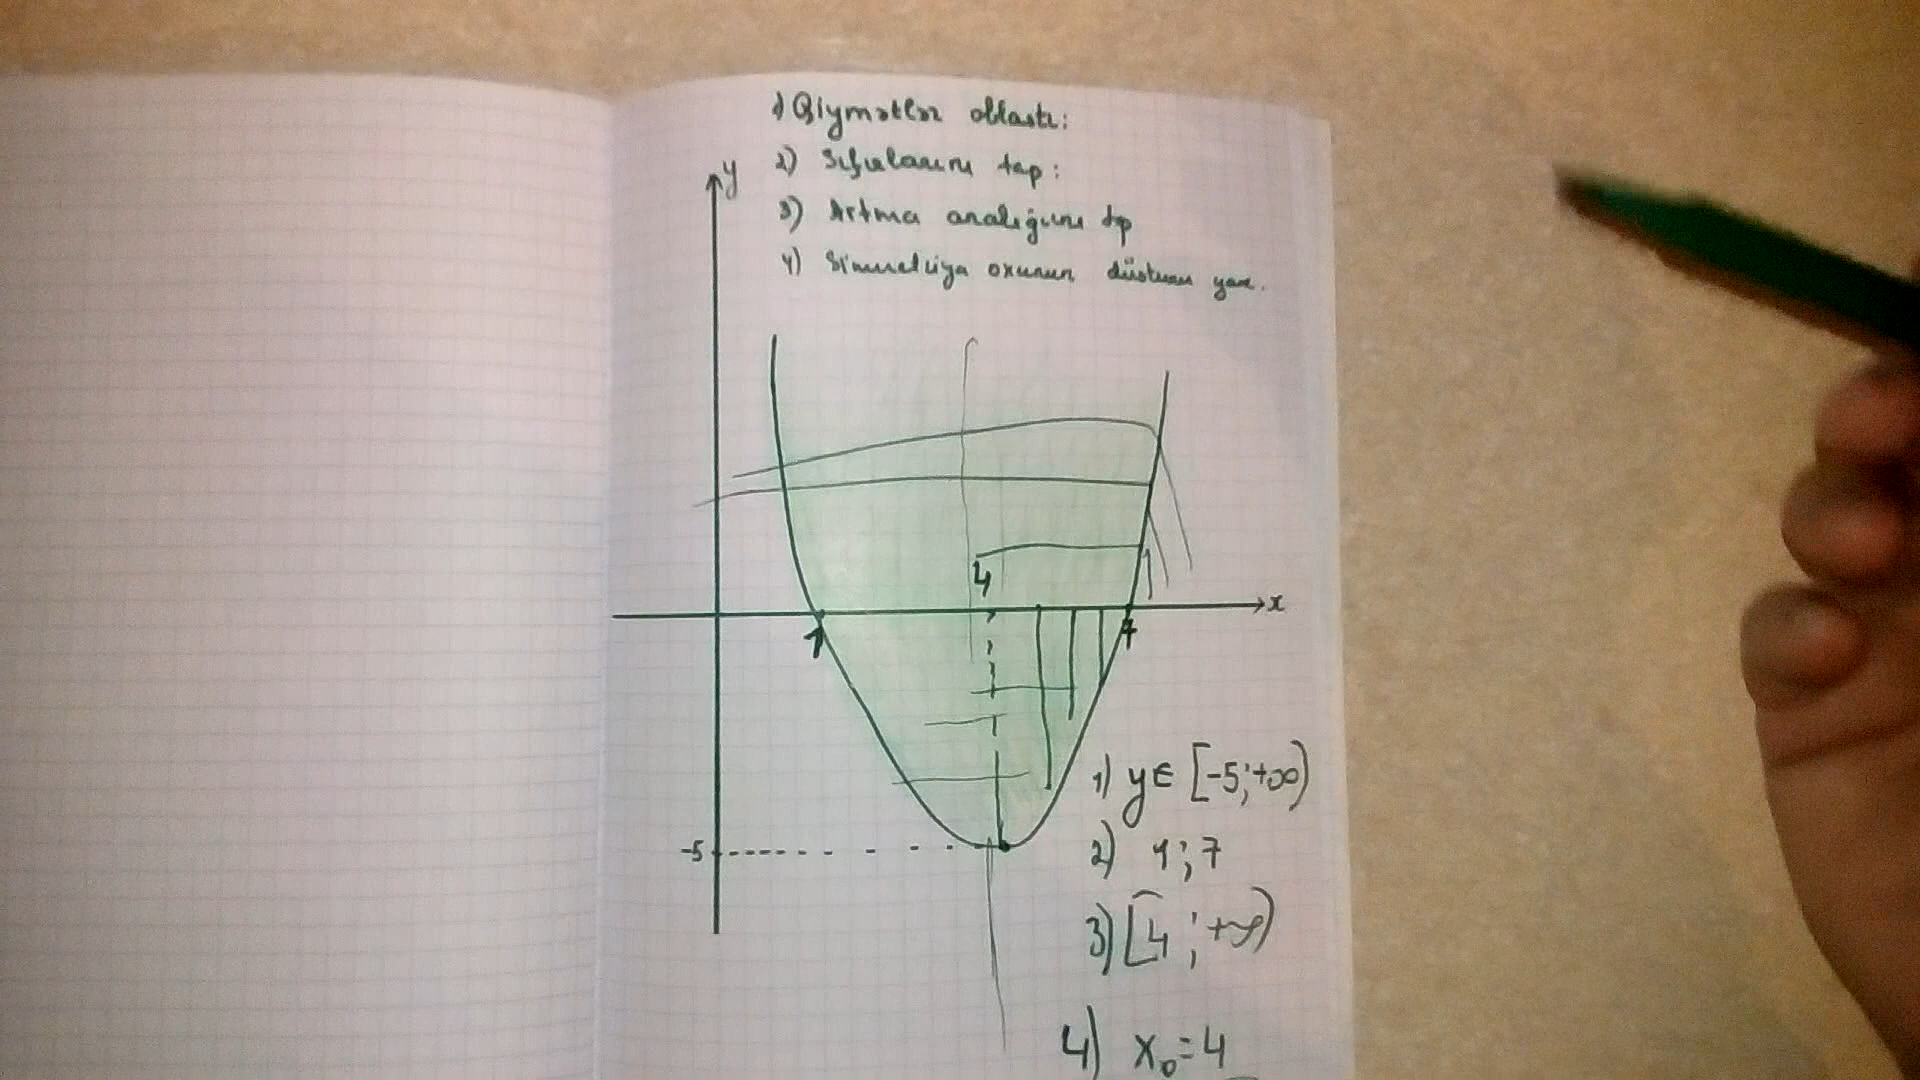 1) Qiymətlər oblastı:
2) Sıfırlarını tap:
3) Artma aralığını tap
4) Simmetriya oxunun düsturunu yaz.
y
4
x
1
7
-5
1) y∈ [-5;+∞)
2) 1;7
3) [4;+∞)
4) x₀=4